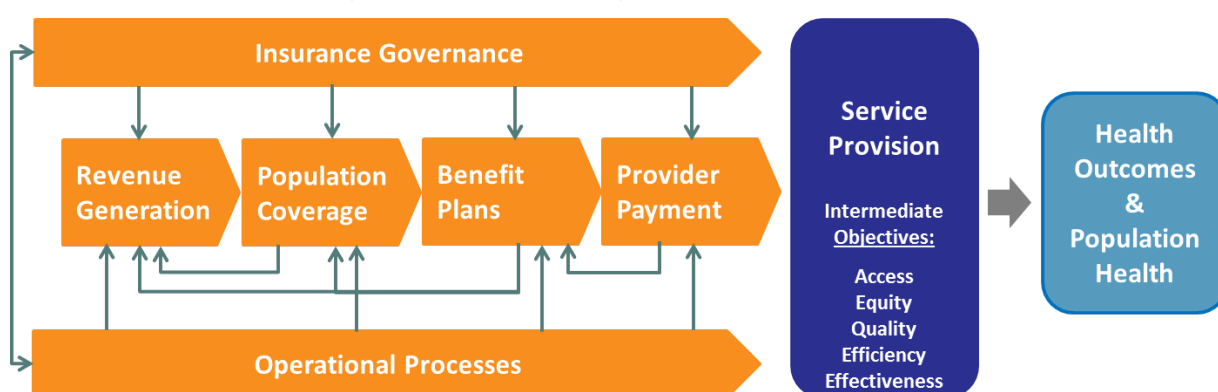 Insurance Governance
Revenue
Generation
Population
Coverage
Benefit
Plans
Provider
Payment
Operational Processes
Service
Provision
Intermediate
Objectives:
Access
Equity
Quality
Efficiency
Effectiveness
Health
Outcomes
&
Population
Health